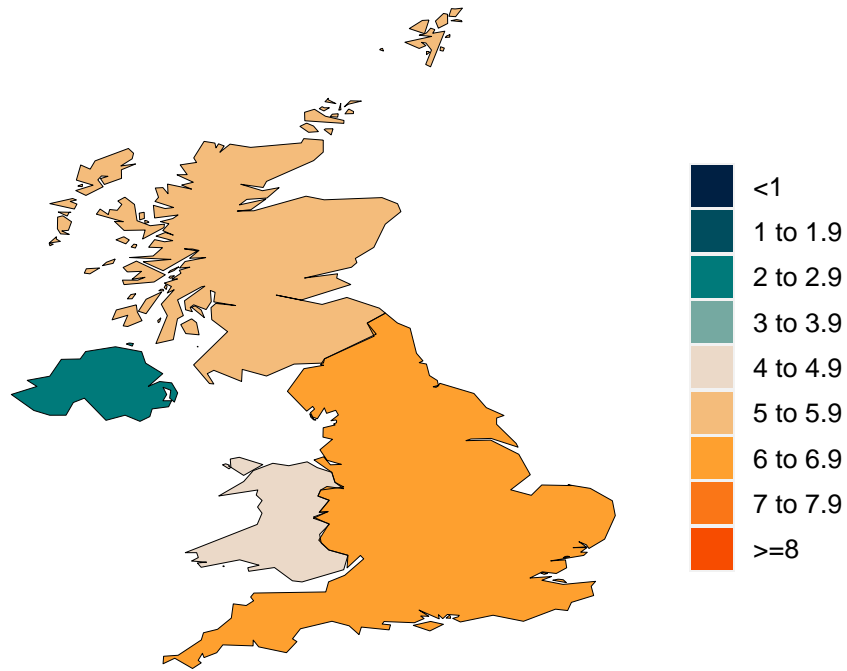 <1
1 to 1.9
2 to 2.9
3 to 3.9
4 to 4.9
5 to 5.9
6 to 6.9
7 to 7.9
>=8